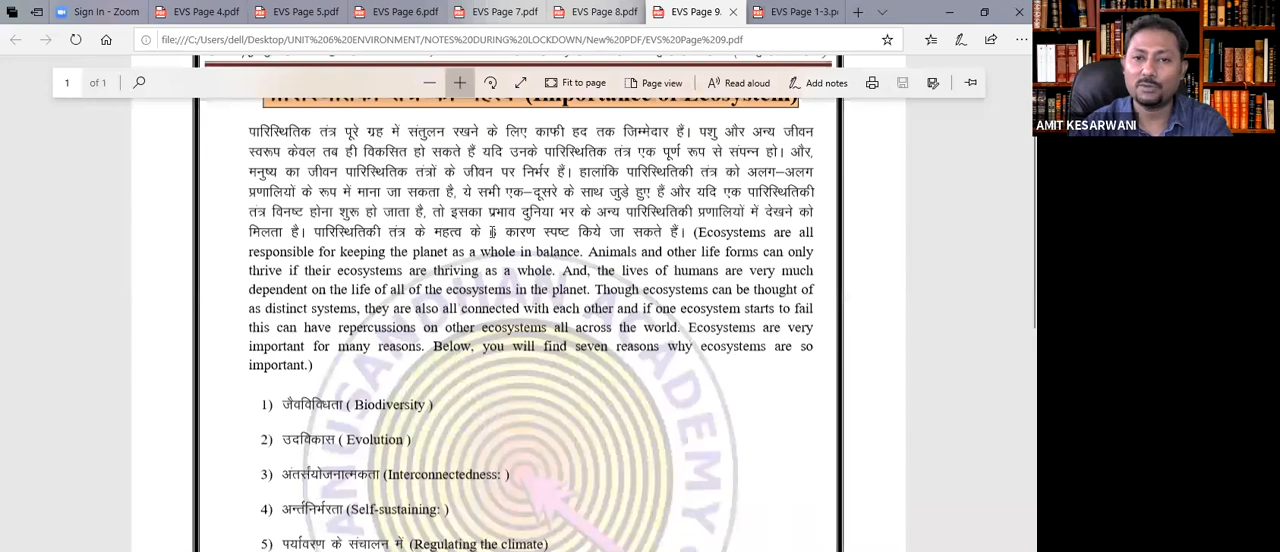 Sign In - Zoom
EVS Page 4.pdf
EVS Page 5.pdf
EVS Page 6.pdf
EVS Page 7.pdf
EVS Page 8.pdf
EVS Page 9.
EVS Page 1-3.p
file:///C:/Users/dell/Desktop/UNIT%206%20ENVIRONMENT/NOTES%20DURING%20LOCKDOWN/New%20PDF/EVS%20Page%209.pdf
1 of 1
Fit to page
Page view
Read aloud
Add notes
AMIT KESARWANI
(Importance of Ecosystem)
पारिस्थितिक तंत्र पूरे ग्रह में संतुलन रखने के लिए काफी हद तक जिम्मेदार हैं। पशु और अन्य जीवन
स्वरूप केवल तब ही विकसित हो सकते हैं यदि उनके पारिस्थितिक तंत्र एक पूर्ण रूप से संपन्न हो। और,
मनुष्य का जीवन पारिस्थितिक तंत्रों के जीवन पर निर्भर हैं। हालांकि पारिस्थितिकी तंत्र को अलग–अलग
प्रणालियों के रूप में माना जा सकता है, ये सभी एक–दूसरे के साथ जुड़े हुए हैं और यदि एक पारिस्थितिकी
तंत्र विनष्ट होना शुरू हो जाता है, तो इसका प्रभाव दुनिया भर के अन्य पारिस्थितिकी प्रणालियों में देखने को
मिलता है। पारिस्थितिकी तंत्र के महत्व के कारण स्पष्ट किये जा सकते हैं। (Ecosystems are all
responsible for keeping the planet as a whole in balance. Animals and other life forms can only
thrive if their ecosystems are thriving as a whole. And, the lives of humans are very much
dependent on the life of all of the ecosystems in the planet. Though ecosystems can be thought of
as distinct systems, they are also all connected with each other and if one ecosystem starts to fail
this can have repercussions on other ecosystems all across the world. Ecosystems are very
important for many reasons. Below, you will find seven reasons why ecosystems are so
important.)
1) जैवविविधता ( Biodiversity )
2) उदविकास ( Evolution )
3) अंतर्संयोजनात्मकता (Interconnectedness: )
4) अर्न्तनिर्भरता (Self-sustaining: )
5) पर्यावरण के संचालन में (Regulating the climate)
ANUSANDHAN ACADEMY